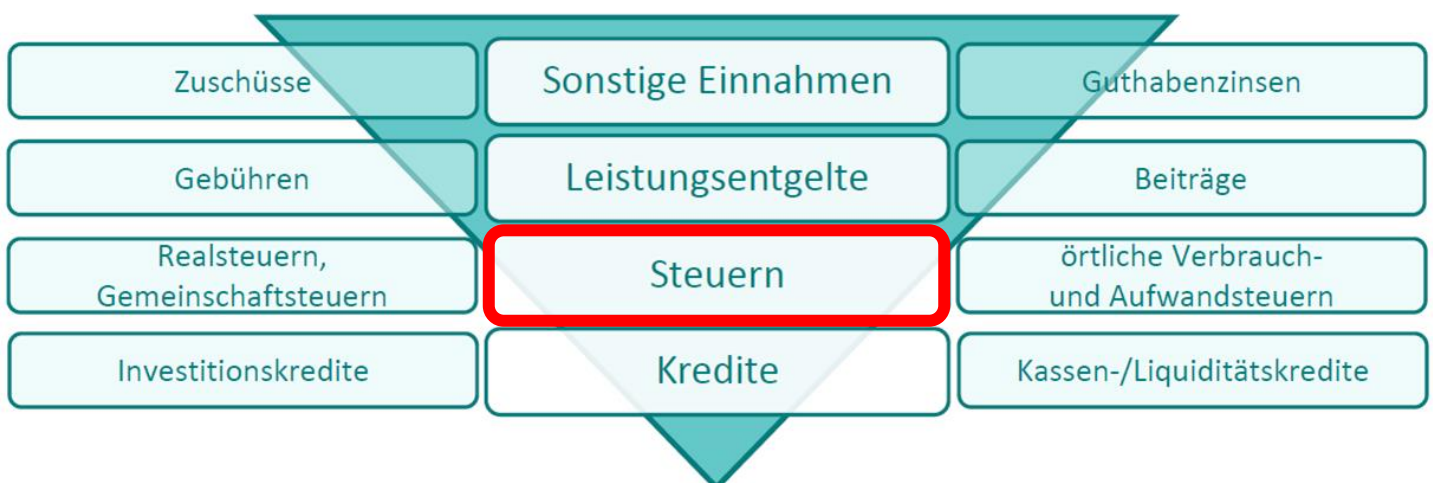 Zuschüsse
Sonstige Einnahmen
Guthabenzinsen
Gebühren
Leistungsentgelte
Beiträge
Realsteuern,
Gemeinschaftsteuern
Steuern
örtliche Verbrauch-
und Aufwandsteuern
Investitionskredite
Kredite
Kassen-/Liquiditätskredite